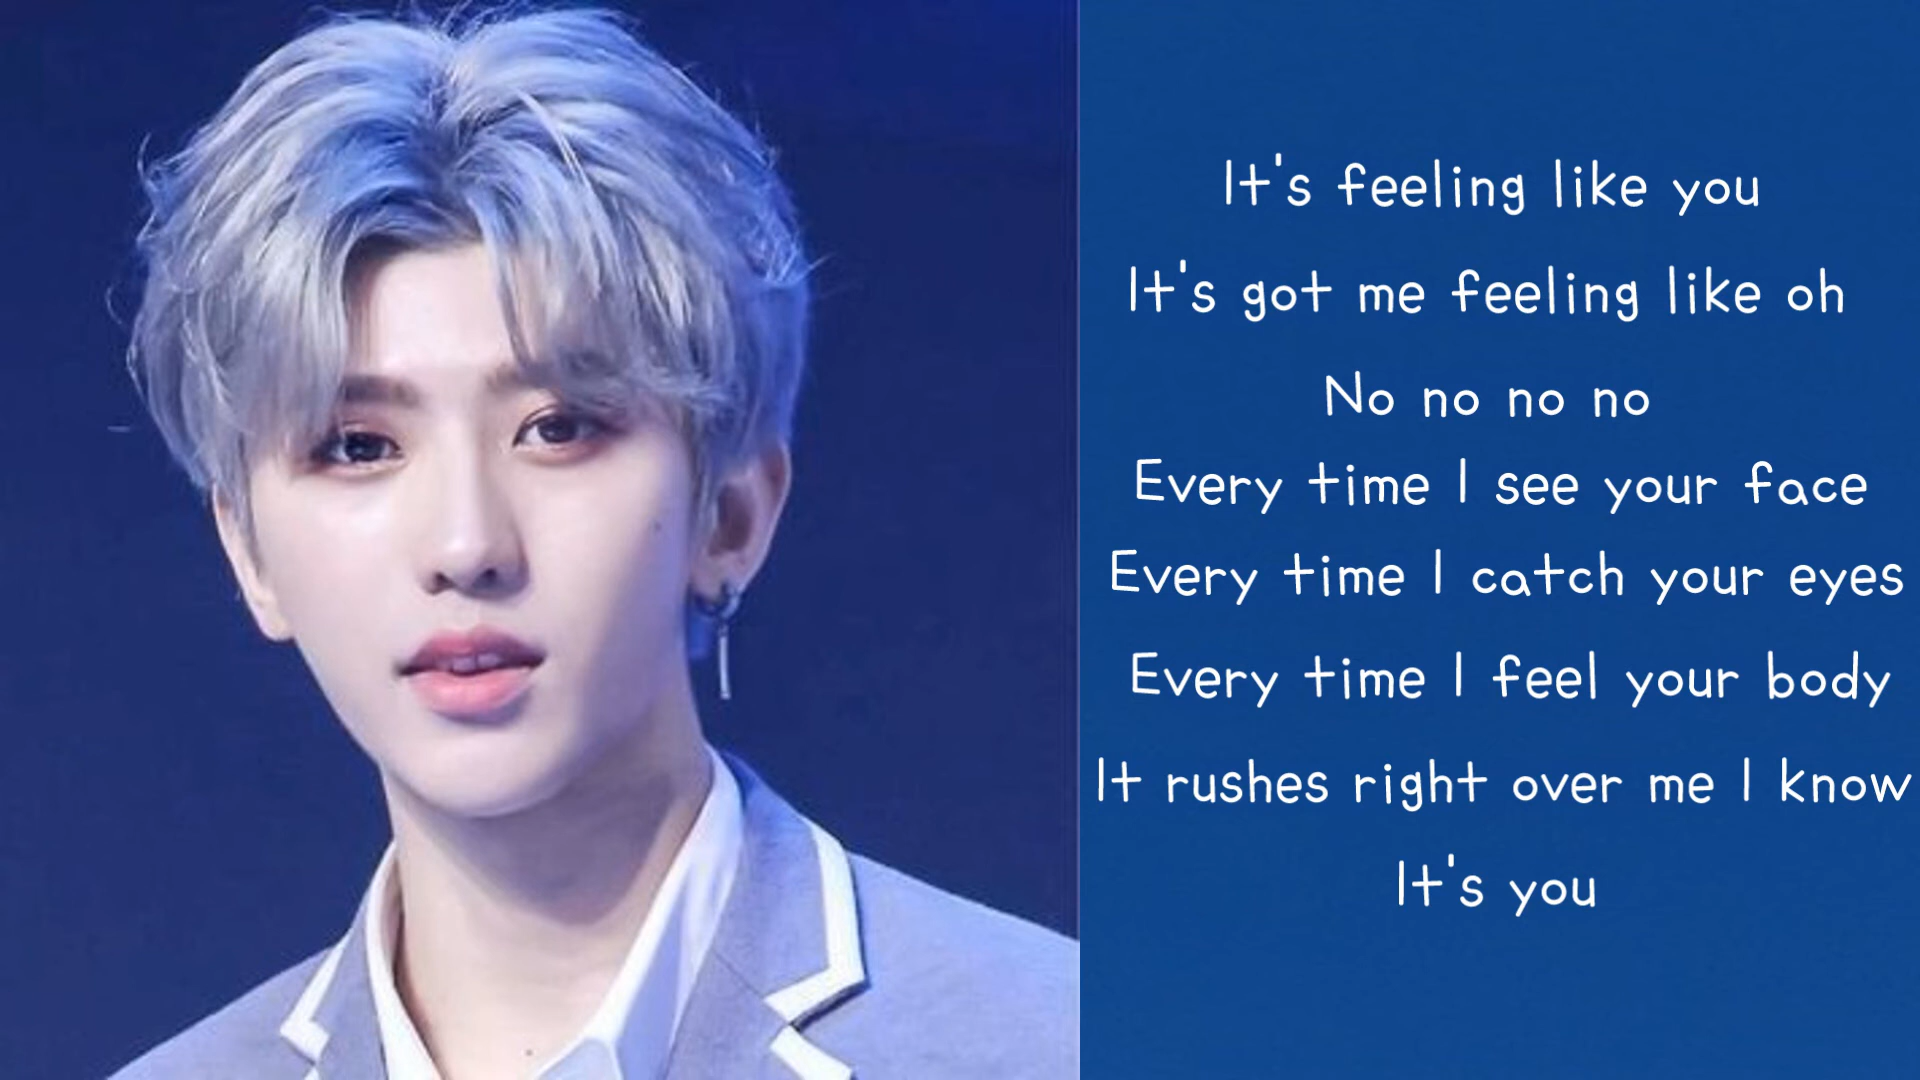 It's feeling like you
It's got me feeling like oh
No no no no
Every time I see your face
Every time I catch your eyes
Every time I feel your body
It rushes right over me I know
It's you